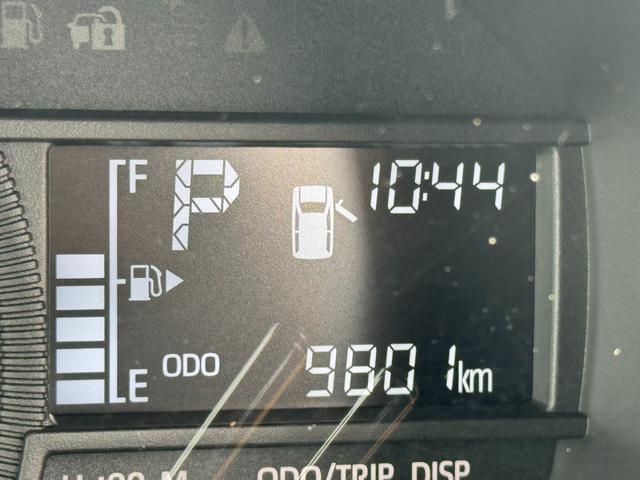 F P 10:44
E ODO 9801km
ODO/TRIP DISP